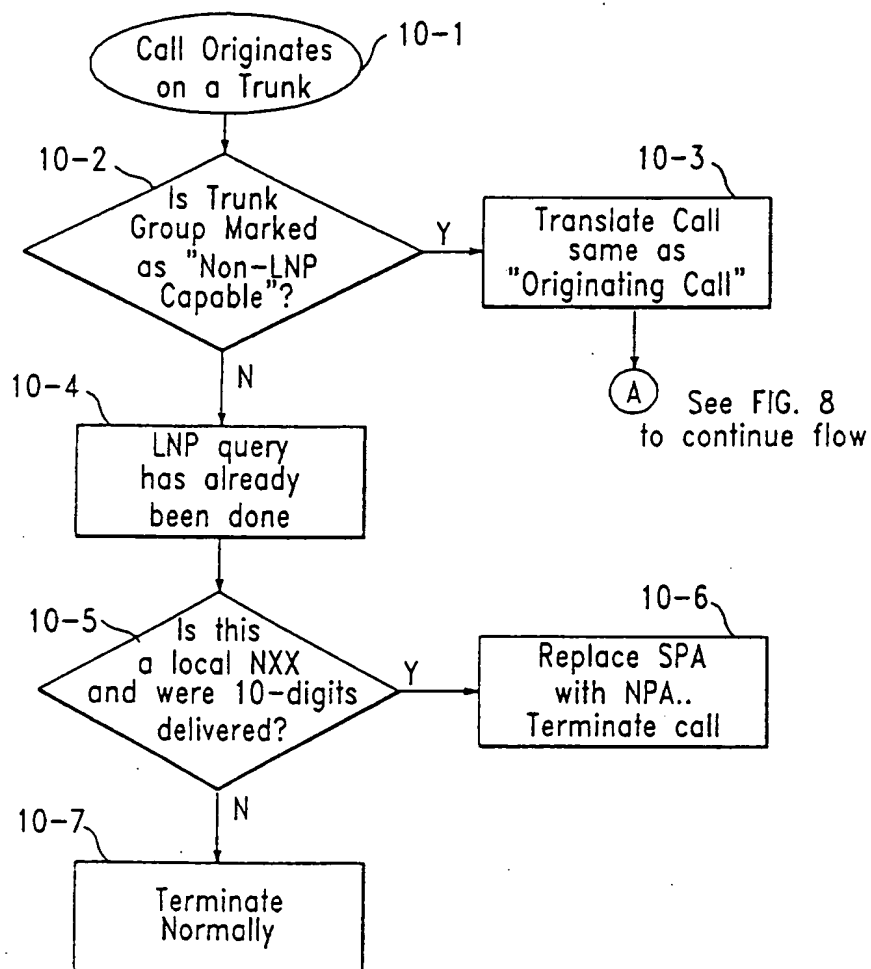 Call Originates
on a Trunk
10-1
10-2
Is Trunk
Group Marked
as "Non-LNP
Capable"?
Y
10-3
Translate Call
same as
"Originating Call"
A
See FIG. 8
to continue flow
N
10-4
LNP query
has already
been done
10-5
Is this
a local NXX
and were 10-digits
delivered?
Y
10-6
Replace SPA
with NPA..
Terminate call
N
10-7
Terminate
Normally